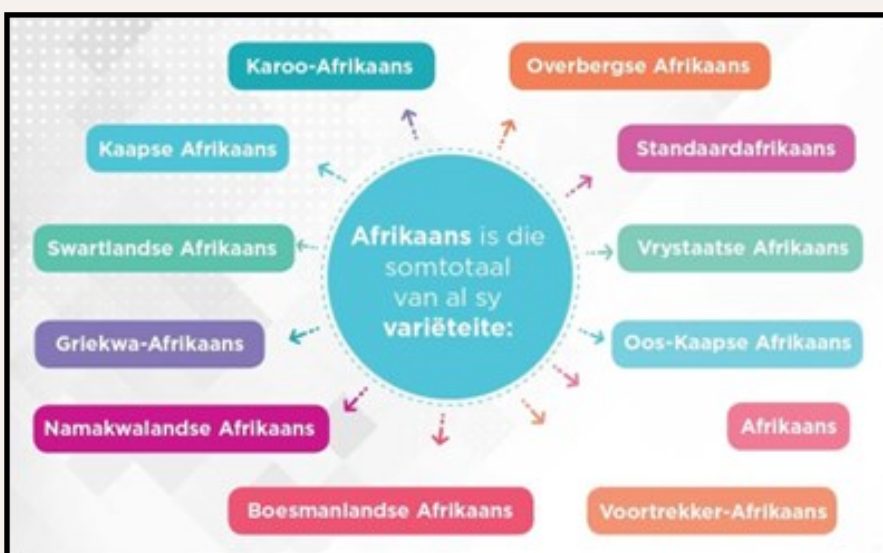 Karoo-Afrikaans
Overbergse Afrikaans
Kaapse Afrikaans
Standaardafrikaans
Swartlandse Afrikaans
Afrikaans is die
somtotaal
van al sy
variëteite:
Vrystaatse Afrikaans
Griekwa-Afrikaans
Oos-Kaapse Afrikaans
Namakwalandse Afrikaans
Afrikaans
Boesmanlandse Afrikaans
Voortrekker-Afrikaans